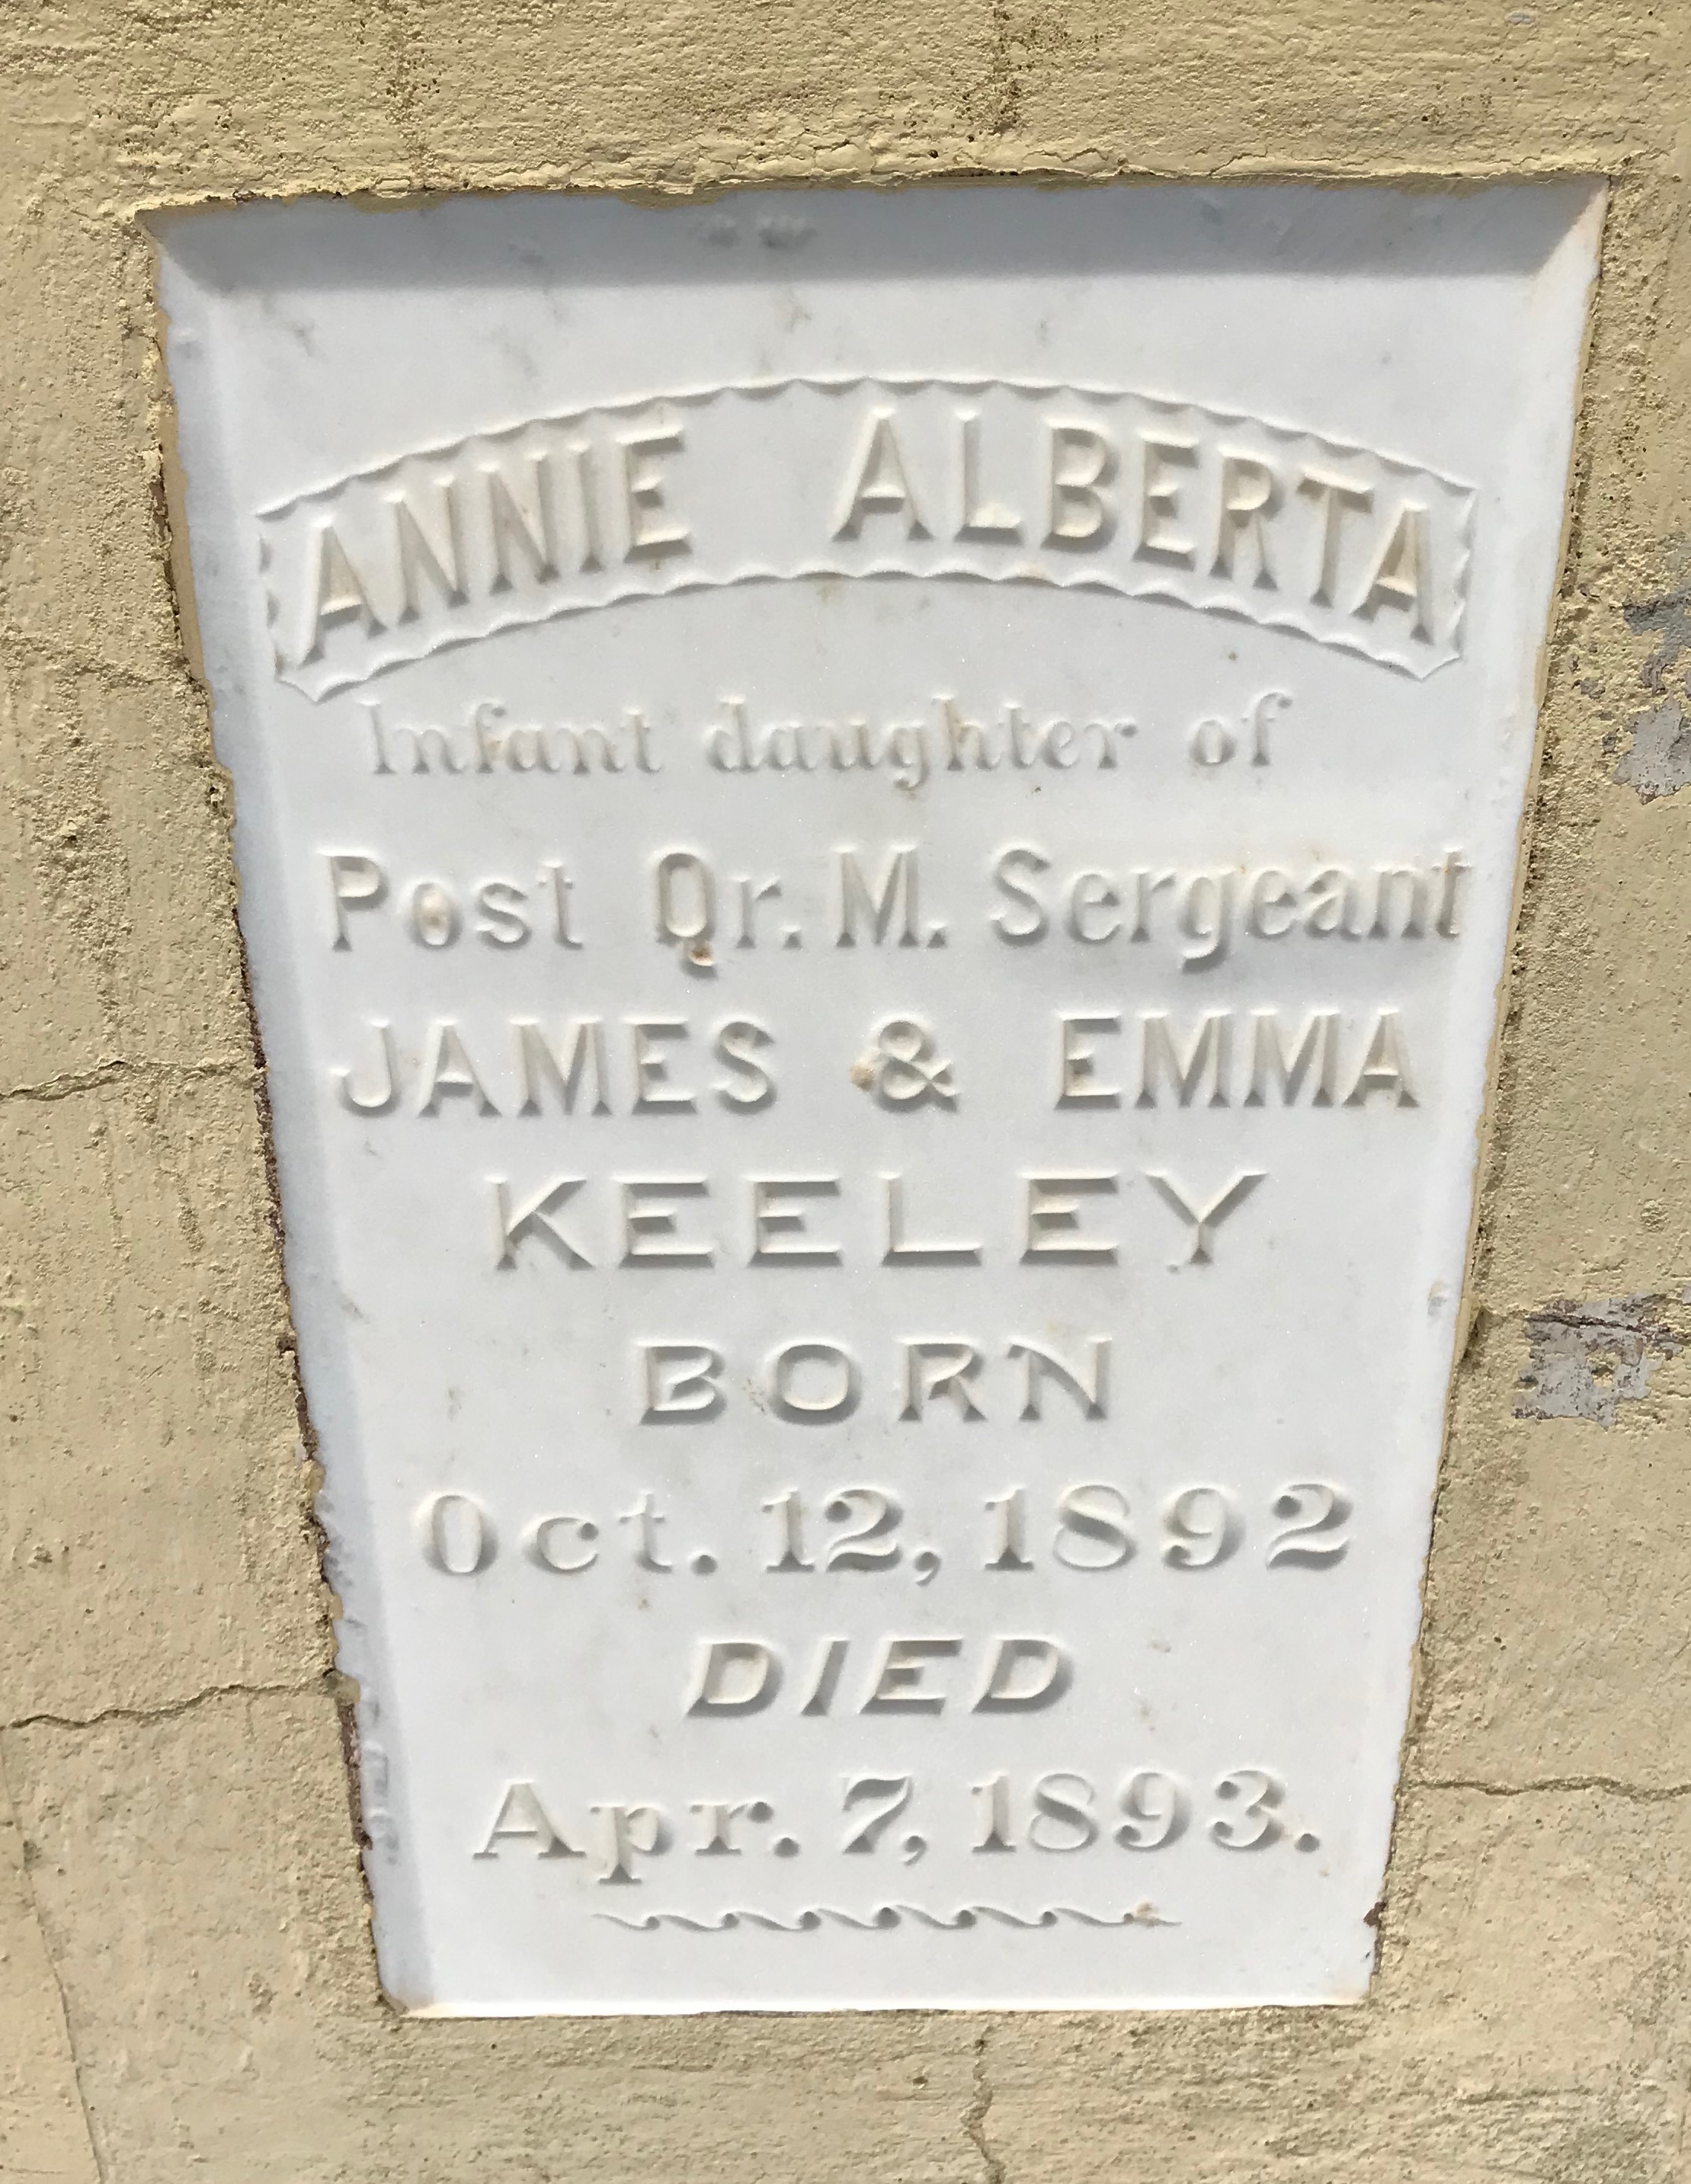 ANNIE ALBERTA
Infant daughter of
Post Qr. M. Sergeant
JAMES & EMMA
KEELEY
BORN
Oct. 12, 1892
DIED
Apr. 7, 1893.